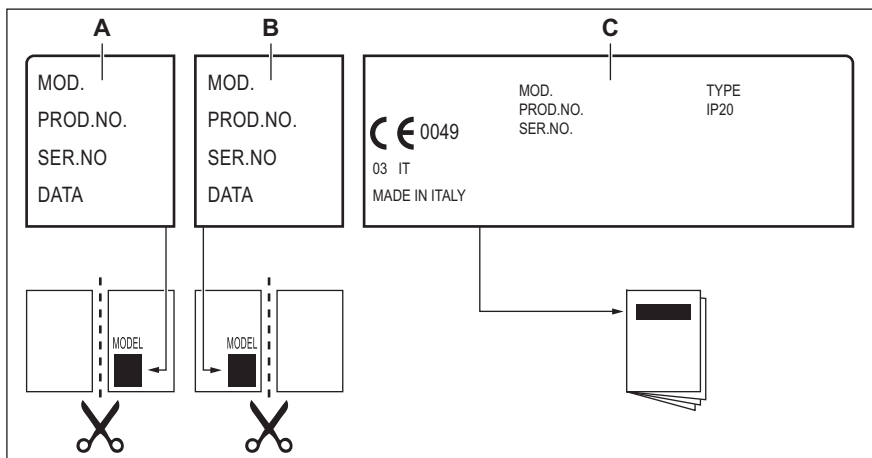 A
MOD.
PROD.NO.
SER.NO
DATA
MODEL
B
MOD.
PROD.NO.
SER.NO
DATA
MODEL
C
MOD.
PROD.NO.
SER.NO.
TYPE
IP20
CE 0049
03 IT
MADE IN ITALY